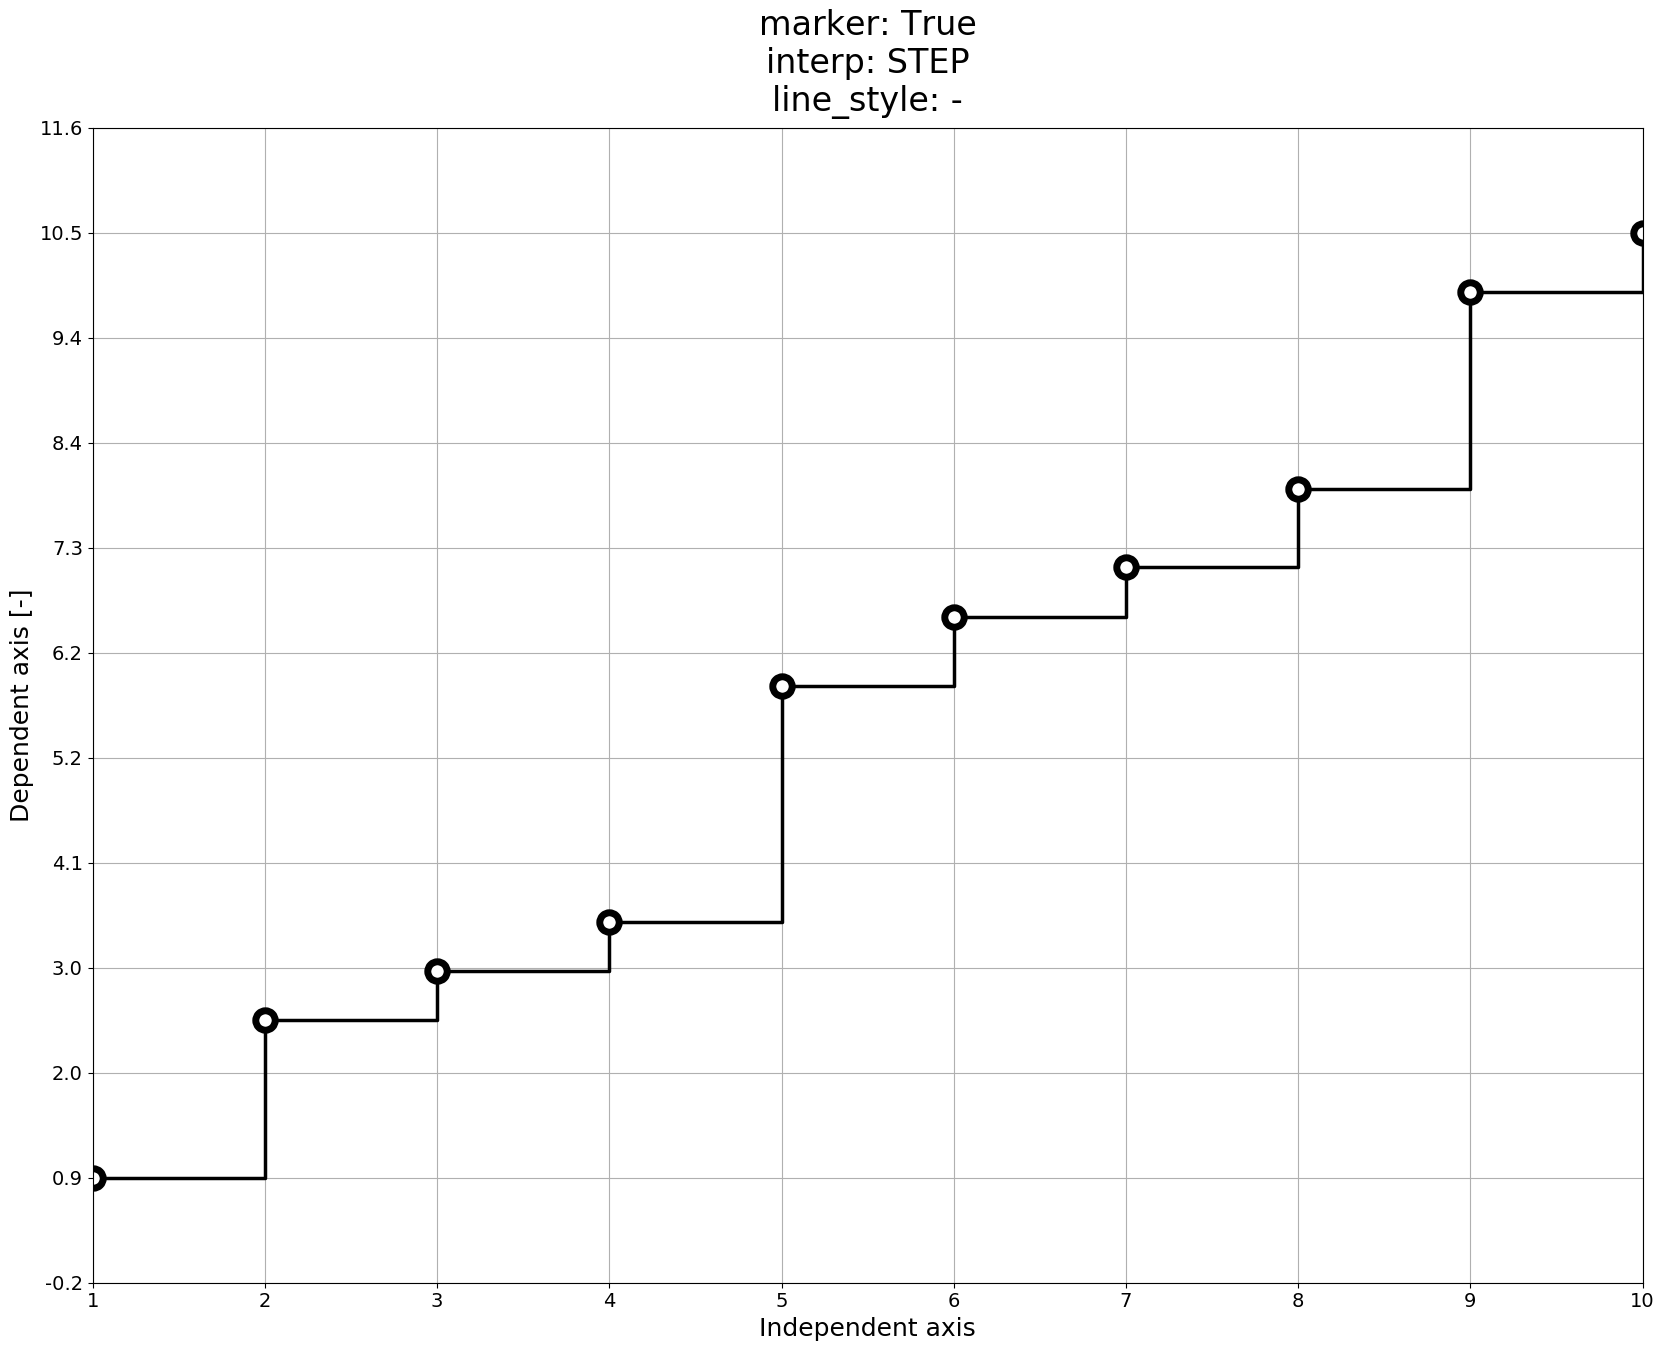 marker: True
interp: STEP
line_style: -
11.6
10.5
9.4
8.4
7.3
6.2
5.2
4.1
3.0
2.0
0.9
-0.2
Dependent axis [-]
1 2 3 4 5 6 7 8 9 10
Independent axis